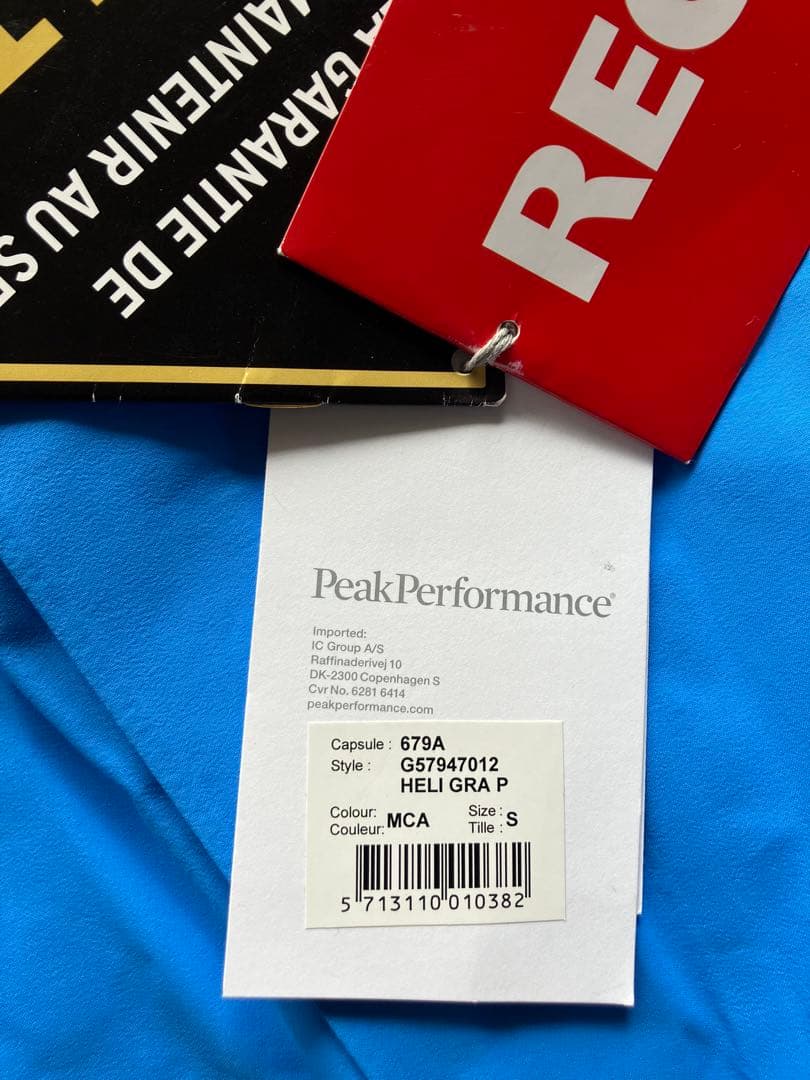 GARANTIE DE
MAINTENIR AU
REC
PeakPerformance®
Imported:
IC Group A/S
Raffinaderivej 10
DK-2300 Copenhagen S
Cvr No. 6281 6414
peakperformance.com
Capsule : 679A
Style : G57947012
HELI GRA P
Colour:
Couleur: MCA
Size :
Tille : S
5 713110 010382